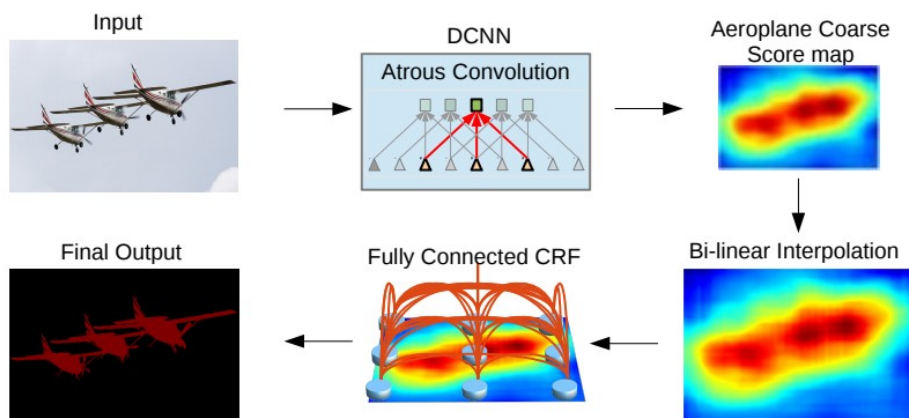 Input
DCNN
Atrous Convolution
Aeroplane Coarse
Score map
Bi-linear Interpolation
Fully Connected CRF
Final Output